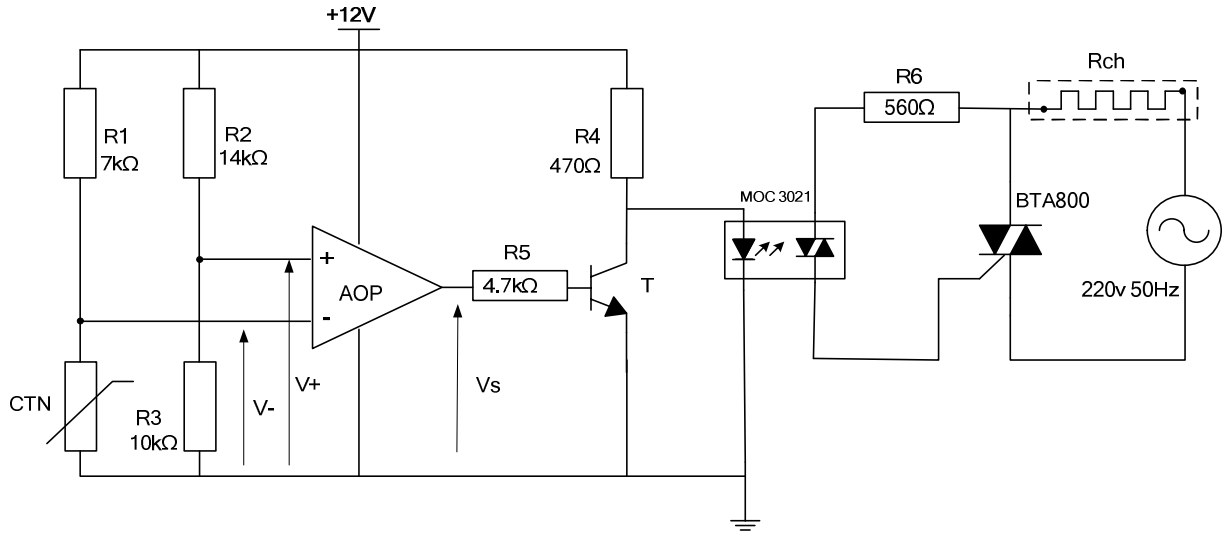 +12V
Rch
R6
560Ω
R1
7kΩ
R2
14kΩ
R4
470Ω
MOC 3021
BTA800
+
AOP
-
R5
4.7kΩ
T
220v 50Hz
CTN
R3
10kΩ
V-
V+
Vs